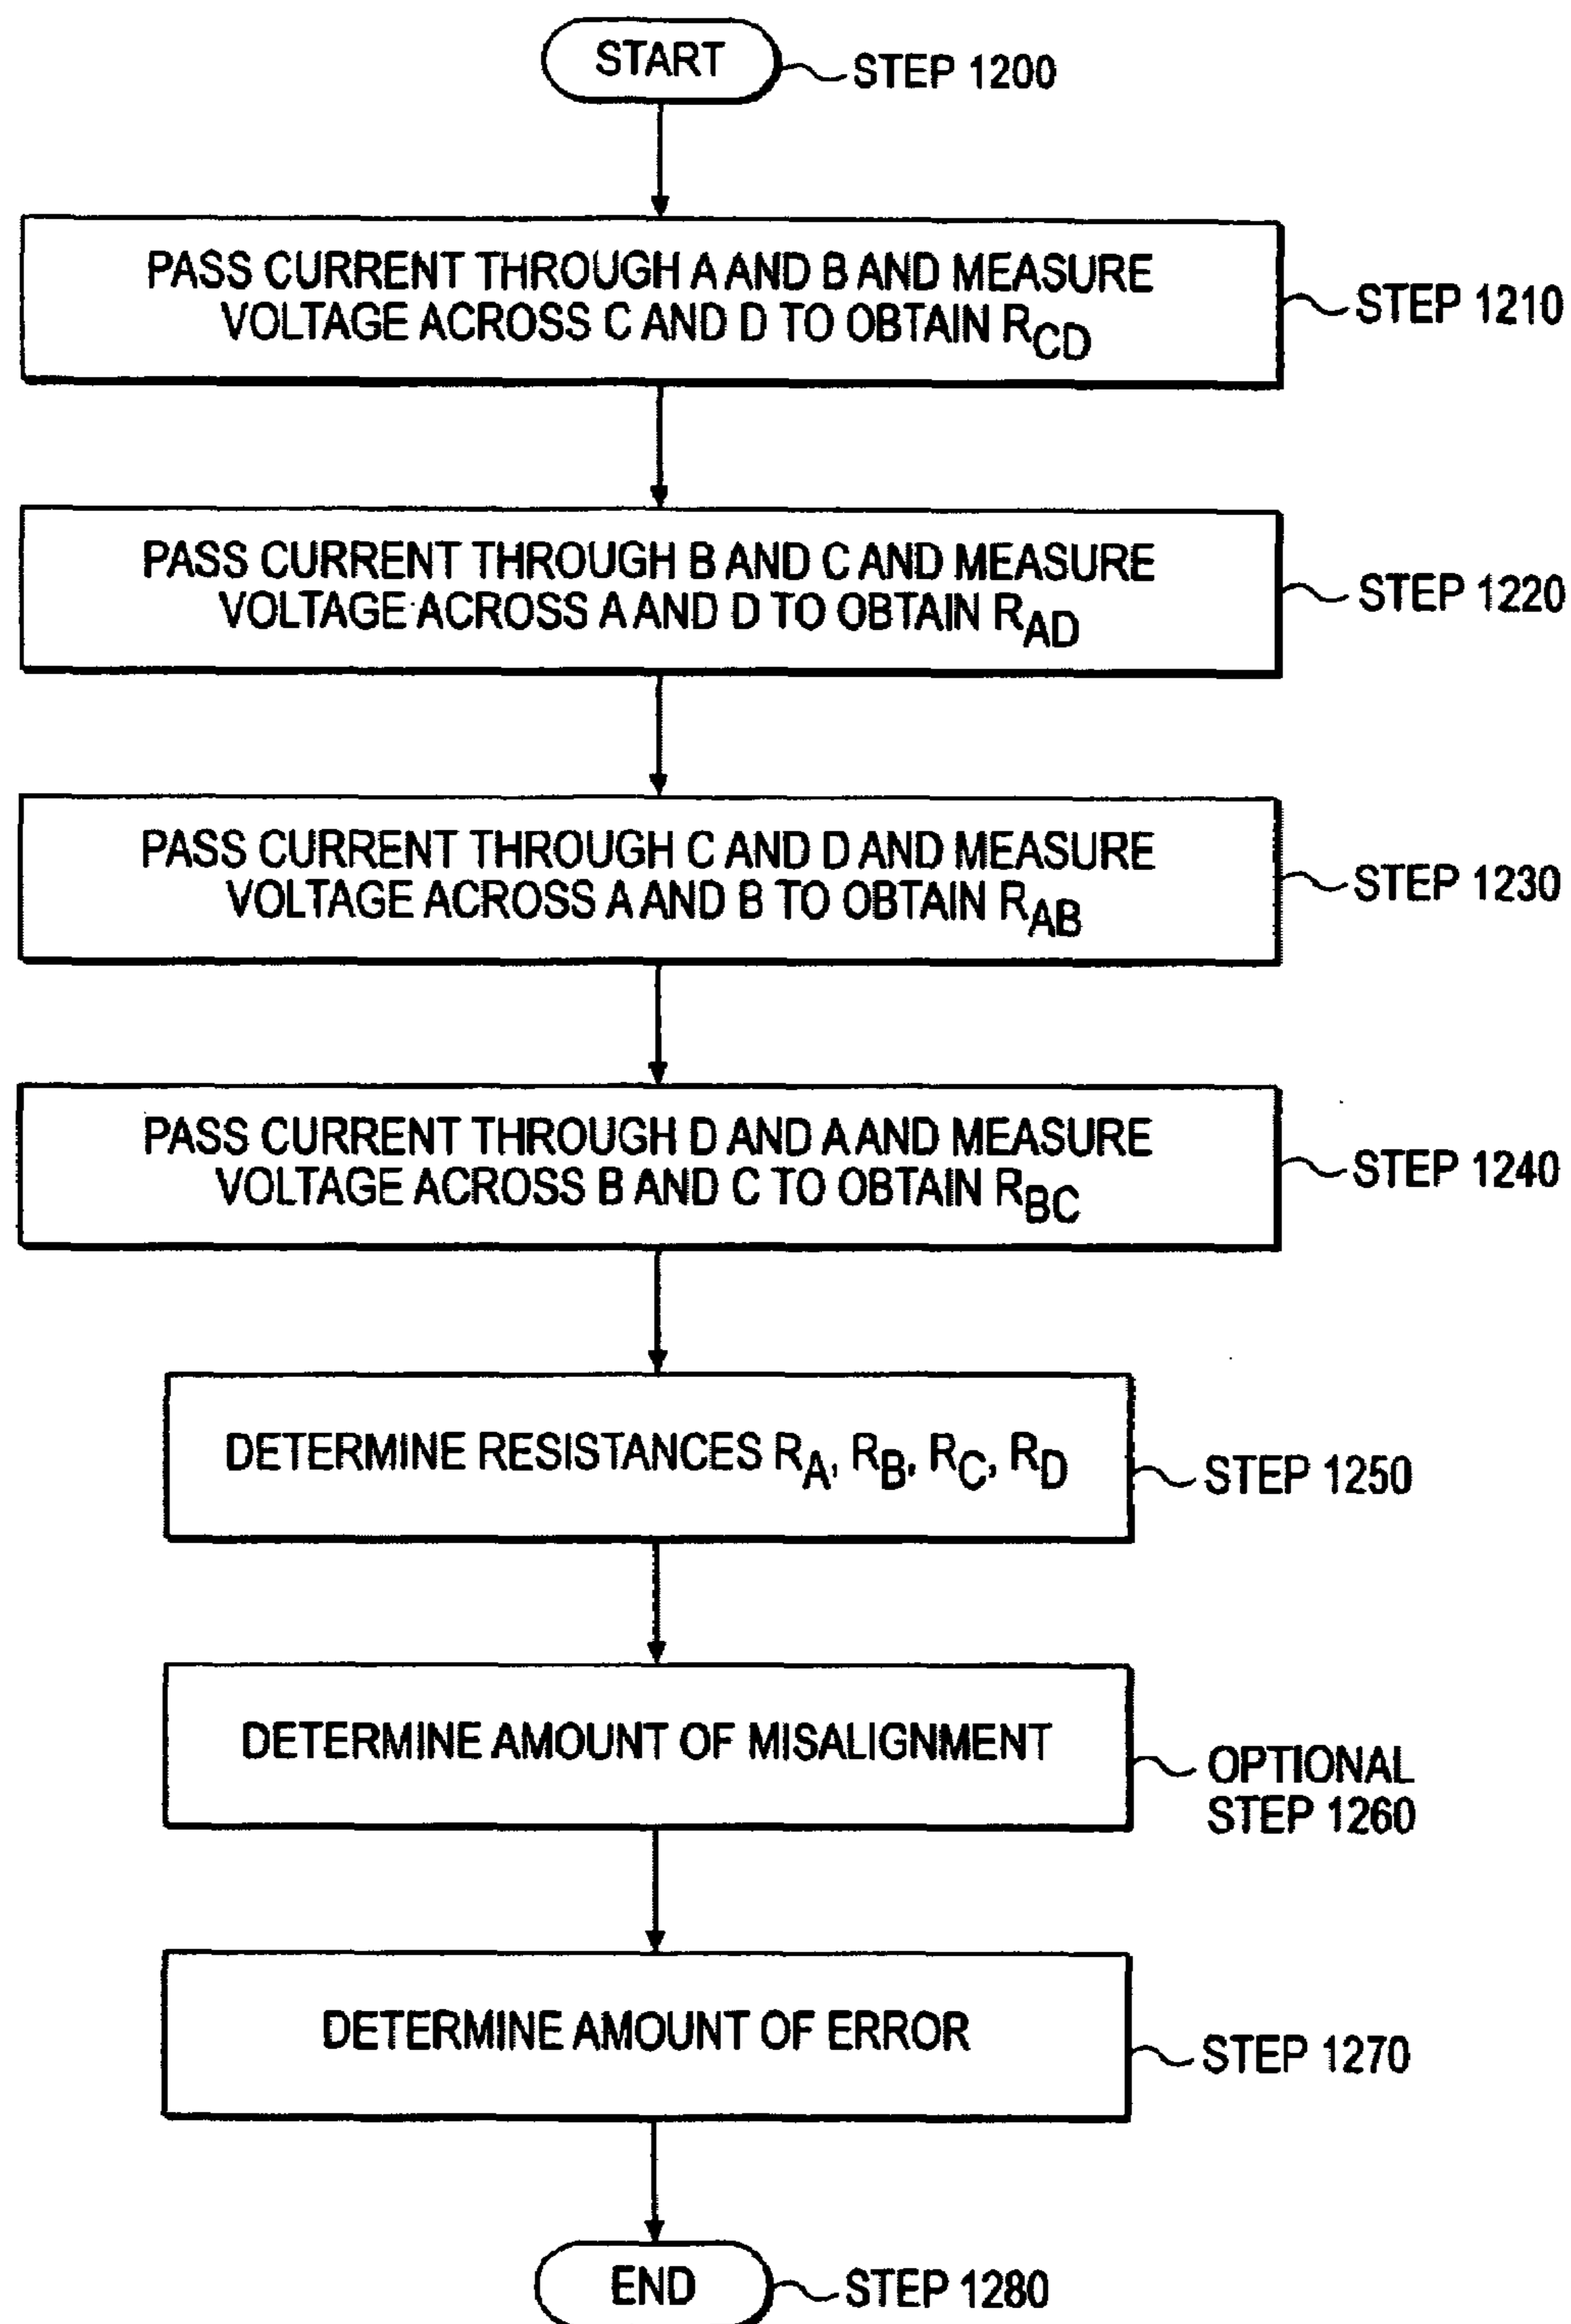 START
STEP 1200
PASS CURRENT THROUGH A AND B AND MEASURE
VOLTAGE ACROSS C AND D TO OBTAIN RCD
STEP 1210
PASS CURRENT THROUGH B AND C AND MEASURE
VOLTAGE ACROSS A AND D TO OBTAIN RAD
STEP 1220
PASS CURRENT THROUGH C AND D AND MEASURE
VOLTAGE ACROSS A AND B TO OBTAIN RAB
STEP 1230
PASS CURRENT THROUGH D AND A AND MEASURE
VOLTAGE ACROSS B AND C TO OBTAIN RBC
STEP 1240
DETERMINE RESISTANCES RA, RB, RC, RD
STEP 1250
DETERMINE AMOUNT OF MISALIGNMENT
OPTIONAL
STEP 1260
DETERMINE AMOUNT OF ERROR
STEP 1270
END
STEP 1280